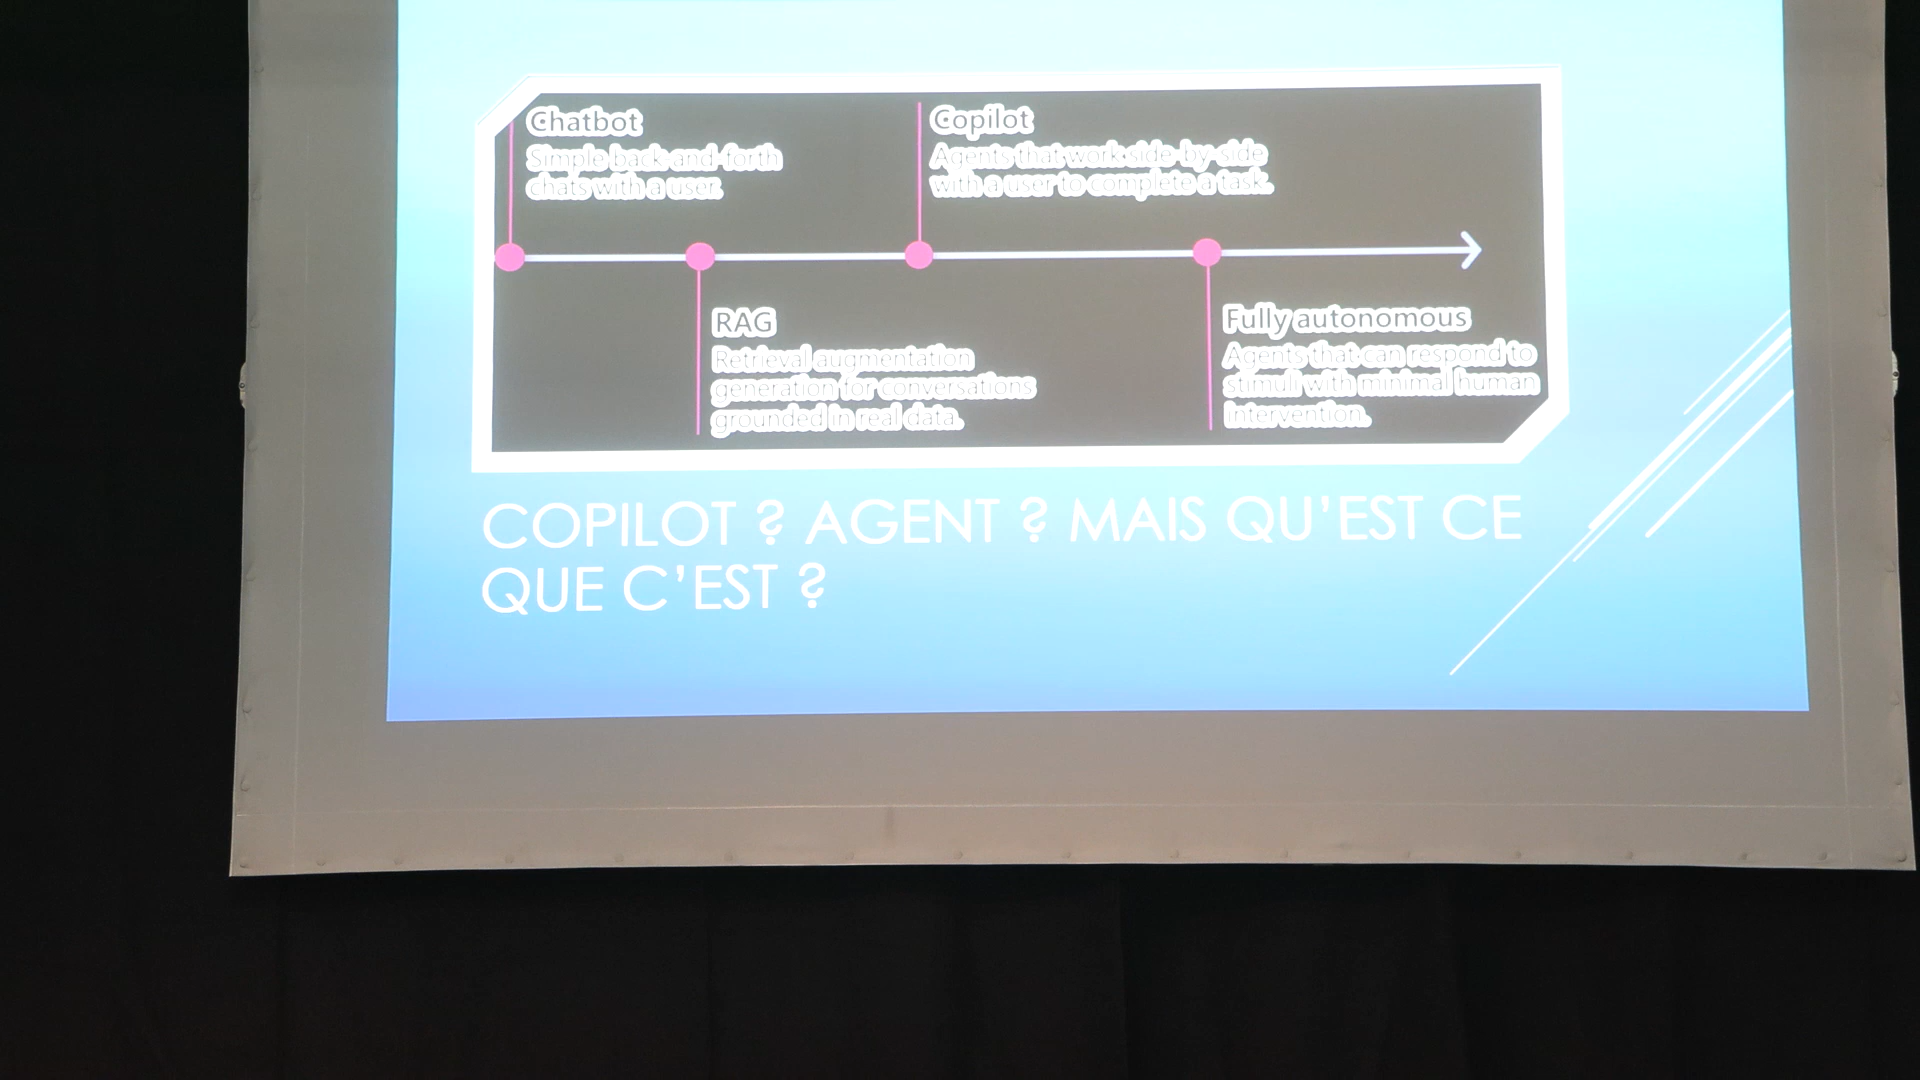 Chatbot
Simple back-and-forth
chats with a user.
Copilot
Agents that work side-by-side
with a user to complete a task.
RAG
Retrieval augmentation
generation for conversations
grounded in real data.
Fully autonomous
Agents that can respond to
stimuli with minimal human
intervention.
COPILOT ? AGENT ? MAIS QU’EST CE
QUE C’EST ?